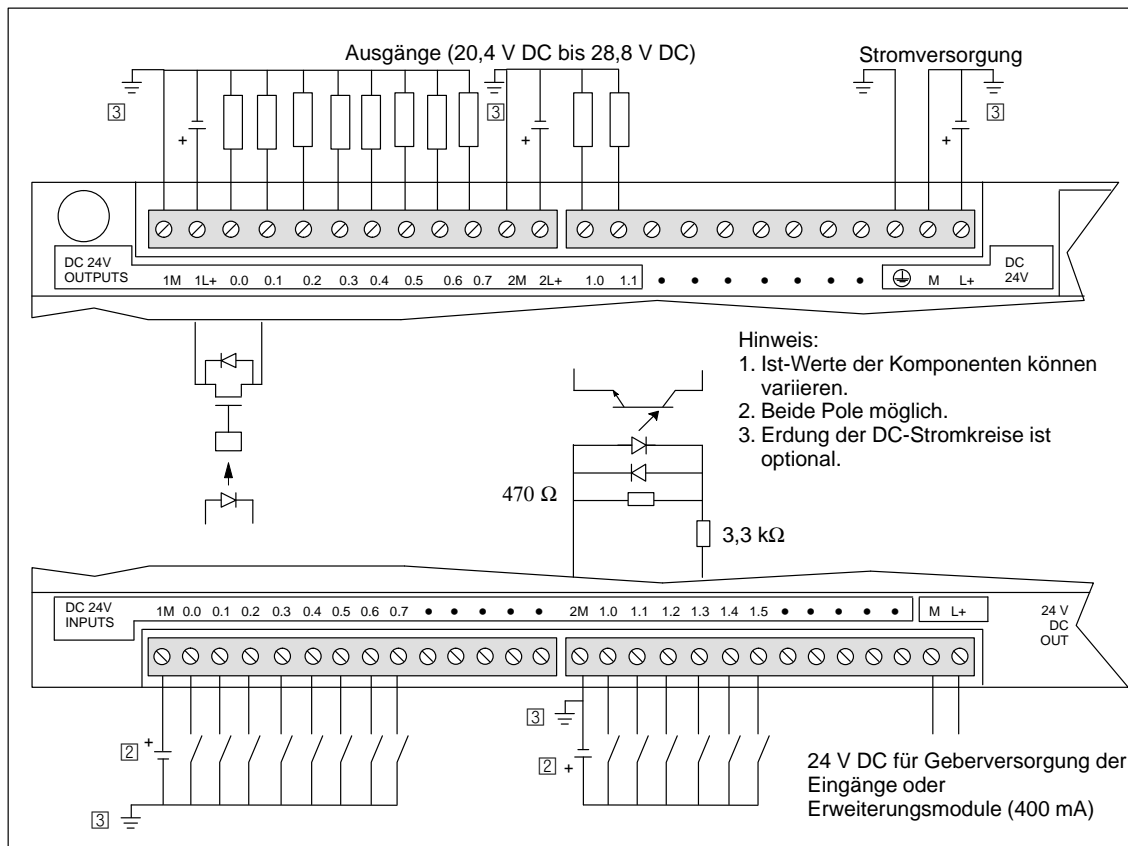 Ausgänge (20,4 V DC bis 28,8 V DC)
Stromversorgung
3
3
3
+
+
+
DC 24V
OUTPUTS
1M 1L+ 0.0 0.1 0.2 0.3 0.4 0.5 0.6 0.7 2M 2L+ 1.0 1.1 • • • • • • • M L+
DC
24V
Hinweis:
1. Ist-Werte der Komponenten können
variieren.
2. Beide Pole möglich.
3. Erdung der DC-Stromkreise ist
optional.
470 Ω
3,3 kΩ
DC 24V
INPUTS
1M 0.0 0.1 0.2 0.3 0.4 0.5 0.6 0.7 • • • • • 2M 1.0 1.1 1.2 1.3 1.4 1.5 • • • • • M L+
24 V
DC
OUT
3
2 +
2 +
3
24 V DC für Geberversorgung der
Eingänge oder
Erweiterungsmodule (400 mA)